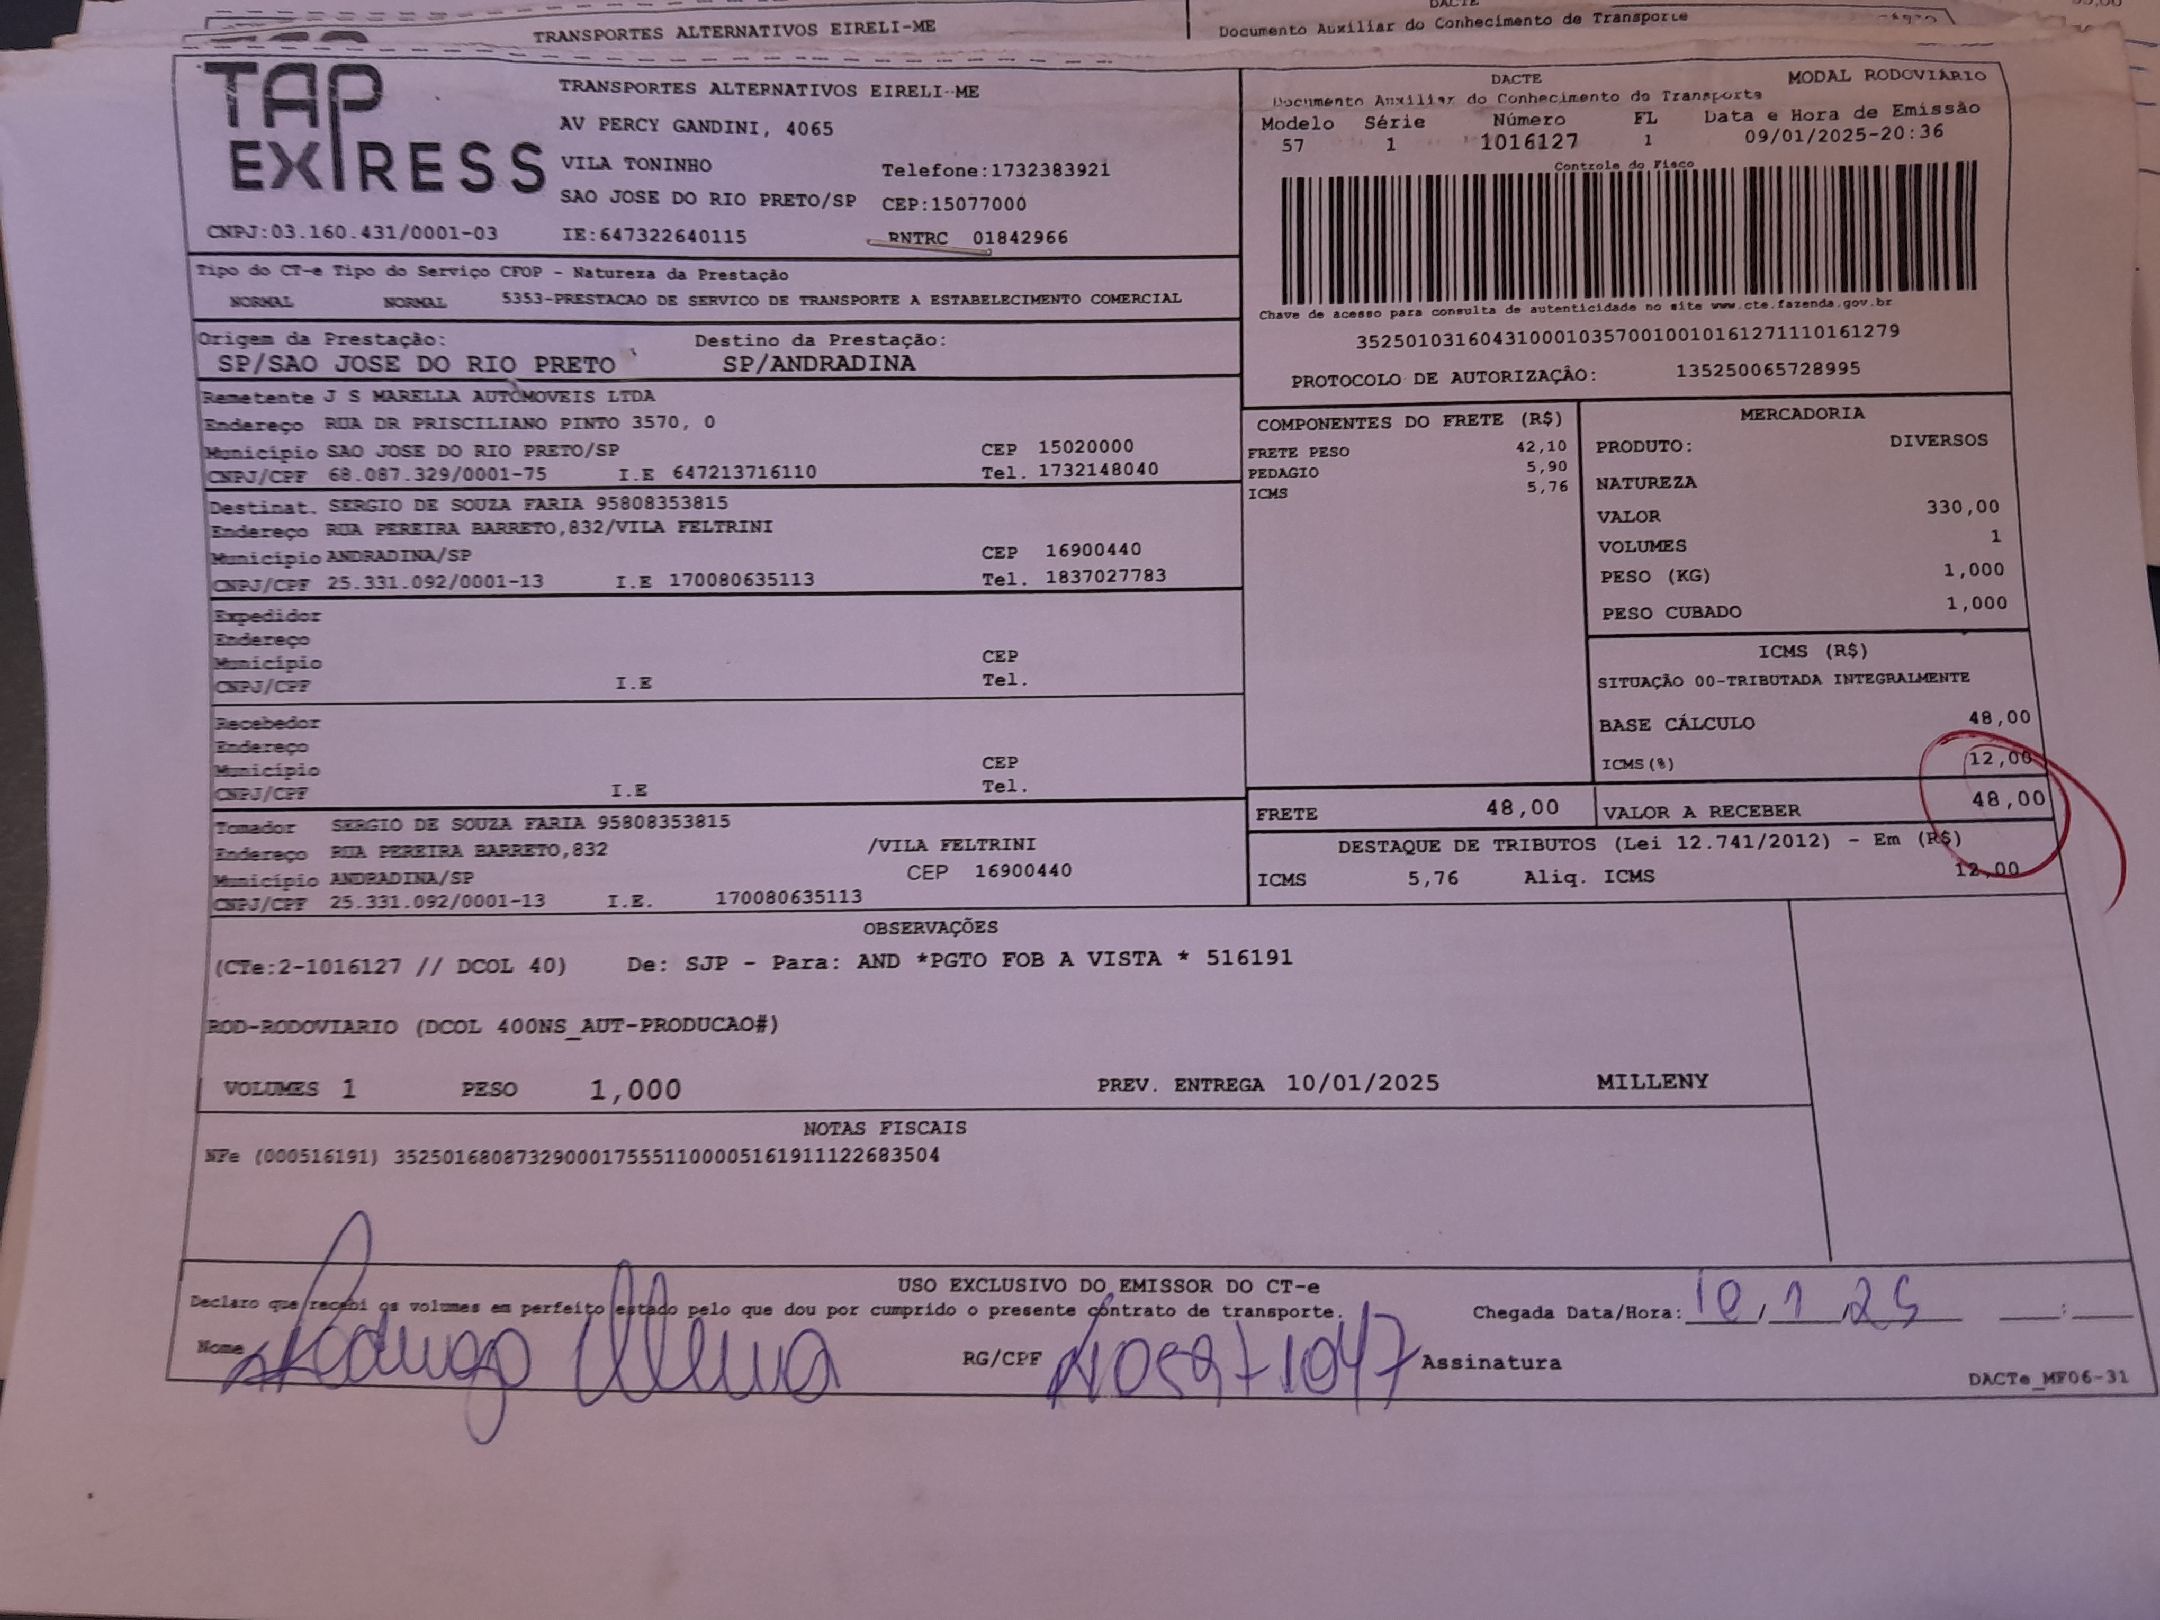 DACTE
TRANSPORTES ALTERNATIVOS EIRELI-ME
Documento Auxiliar do Conhecimento de Transporte
TAP EXPRESS
TRANSPORTES ALTERNATIVOS EIRELI-ME
AV PERCY GANDINI, 4065
VILA TONINHO Telefone:1732383921
SAO JOSE DO RIO PRETO/SP CEP:15077000
CNPJ:03.160.431/0001-03 IE:647322640115 RNTRC 01842966
DACTE MODAL RODOVIÁRIO
Documento Auxiliar do Conhecimento de Transporte
Modelo Série Número FL Data e Hora de Emissão
57 1 1016127 1 09/01/2025-20:36
Controle do Fisco
Chave de acesso para consulta de autenticidade no site www.cte.fazenda.gov.br
35250103160431000103570010010161271110161279
PROTOCOLO DE AUTORIZAÇÃO: 135250065728995
Tipo do CT-e Tipo do Serviço CFOP - Natureza da Prestação
NORMAL NORMAL 5353-PRESTACAO DE SERVICO DE TRANSPORTE A ESTABELECIMENTO COMERCIAL
Origem da Prestação: Destino da Prestação:
SP/SAO JOSE DO RIO PRETO SP/ANDRADINA
Remetente J S MARELLA AUTOMOVEIS LTDA
Endereço RUA DR PRISCILIANO PINTO 3570, 0
Município SAO JOSE DO RIO PRETO/SP CEP 15020000
CNPJ/CPF 68.087.329/0001-75 I.E 647213716110 Tel. 1732148040
Destinat. SERGIO DE SOUZA FARIA 95808353815
Endereço RUA PEREIRA BARRETO,832/VILA FELTRINI
Município ANDRADINA/SP CEP 16900440
CNPJ/CPF 25.331.092/0001-13 I.E 170080635113 Tel. 1837027783
Expedidor
Endereço
Município CEP
CNPJ/CPF I.E Tel.
Recebedor
Endereço
Município CEP
CNPJ/CPF I.E Tel.
Tomador SERGIO DE SOUZA FARIA 95808353815
Endereço RUA PEREIRA BARRETO,832 /VILA FELTRINI
Município ANDRADINA/SP CEP 16900440
CNPJ/CPF 25.331.092/0001-13 I.E. 170080635113
COMPONENTES DO FRETE (R$)
FRETE PESO 42,10
PEDAGIO 5,90
ICMS 5,76
MERCADORIA
PRODUTO: DIVERSOS
NATUREZA
VALOR 330,00
VOLUMES 1
PESO (KG) 1,000
PESO CUBADO 1,000
ICMS (R$)
SITUAÇÃO 00-TRIBUTADA INTEGRALMENTE
BASE CÁLCULO 48,00
ICMS(%) 12,00
FRETE 48,00 VALOR A RECEBER 48,00
DESTAQUE DE TRIBUTOS (Lei 12.741/2012) - Em (R$)
ICMS 5,76 Aliq. ICMS 12,00
OBSERVAÇÕES
(CTe:2-1016127 // DCOL 40) De: SJP - Para: AND *PGTO FOB A VISTA * 516191
ROD-RODOVIARIO (DCOL 400NS_AUT-PRODUCAO#)
VOLUMES 1 PESO 1,000 PREV. ENTREGA 10/01/2025 MILLENY
NOTAS FISCAIS
NFe (000516191) 35250168087329000175551100005161911122683504
USO EXCLUSIVO DO EMISSOR DO CT-e
Declaro que recebi os volumes em perfeito estado pelo que dou por cumprido o presente contrato de transporte. Chegada Data/Hora: 10/1/25 :
Nome RG/CPF Assinatura
DACTe_MF06-31